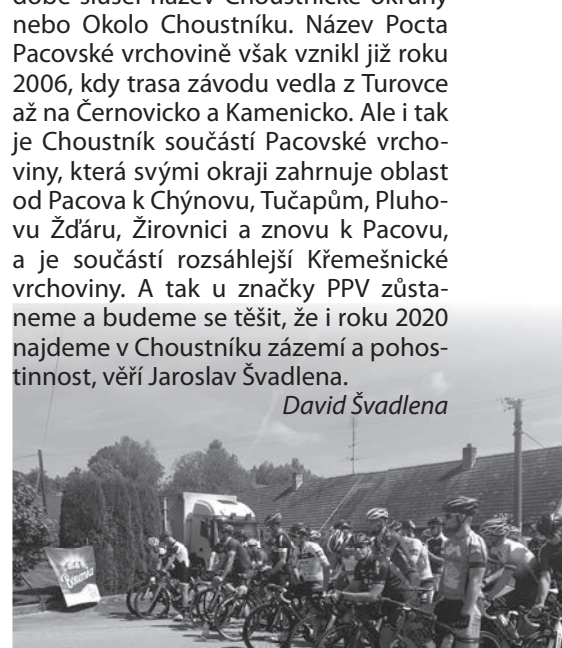 době slušel název Choustnické okruhy
nebo Okolo Choustníku. Název Pocta
Pacovské vrchovině však vznikl již roku
2006, kdy trasa závodu vedla z Turovce
až na Černovicko a Kamenicko. Ale i tak
je Choustník součástí Pacovské vrcho-
viny, která svými okraji zahrnuje oblast
od Pacova k Chýnovu, Tučapům, Pluho-
vu Žďáru, Žirovnici a znovu k Pacovu,
a je součástí rozsáhlejší Křemešnické
vrchoviny. A tak u značky PPV zůsta-
neme a budeme se těšit, že i roku 2020
najdeme v Choustníku zázemí a pohos-
tinnost, věří Jaroslav Švadlena.
David Švadlena